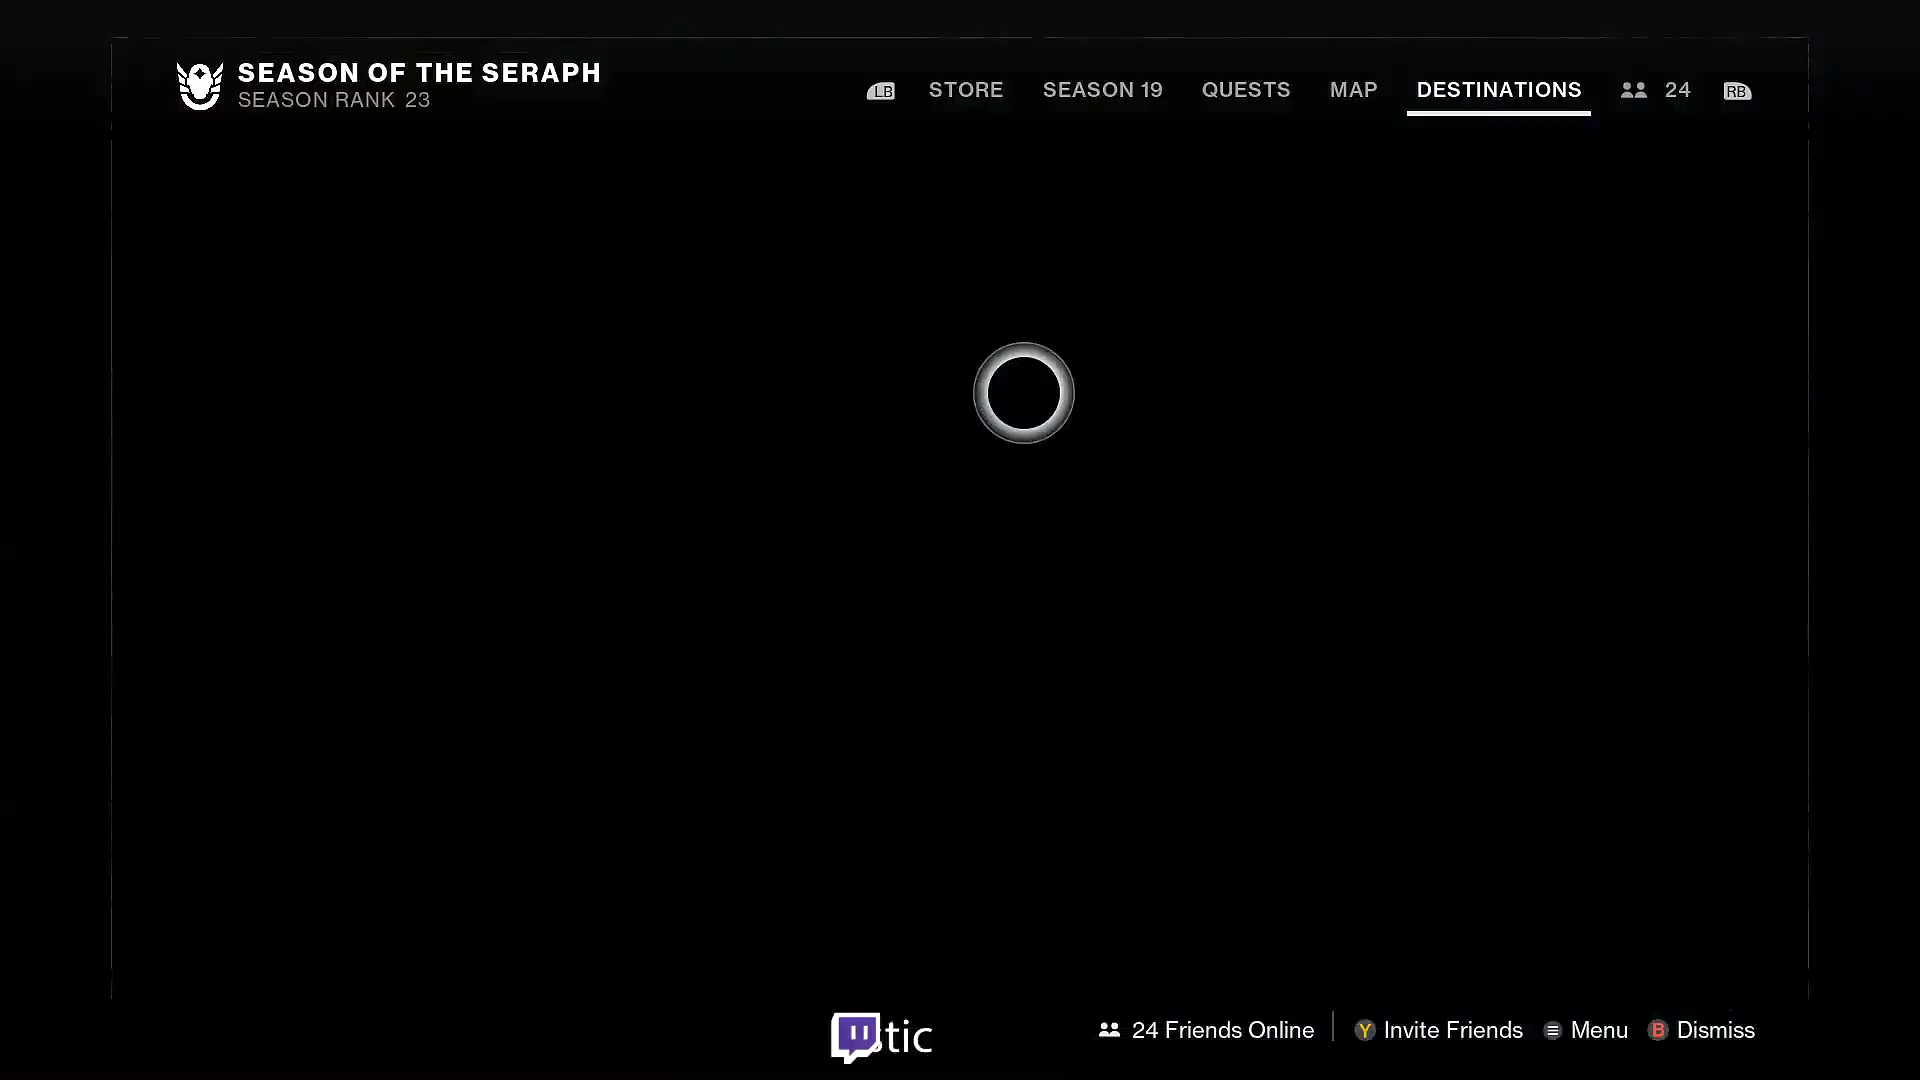 SEASON OF THE SERAPH
SEASON RANK 23
LB STORE SEASON 19 QUESTS MAP DESTINATIONS 24 RB
tic
24 Friends Online Y Invite Friends Menu B Dismiss